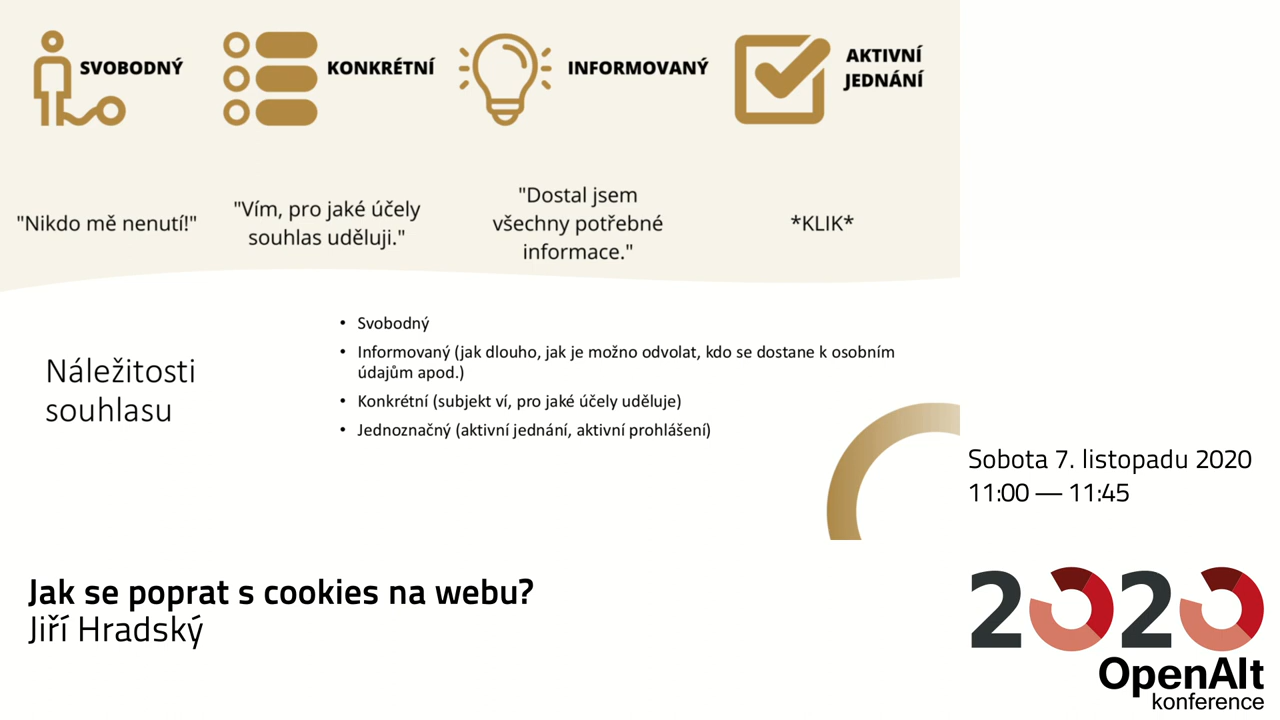 SVOBODNÝ
KONKRÉTNÍ
INFORMOVANÝ
AKTIVNÍ
JEDNÁNÍ
"Nikdo mě nenutí!"
"Vím, pro jaké účely
souhlas uděluji."
"Dostal jsem
všechny potřebné
informace."
*KLIK*
Náležitosti
souhlasu
• Svobodný
• Informovaný (jak dlouho, jak je možno odvolat, kdo se dostane k osobním
údajům apod.)
• Konkrétní (subjekt ví, pro jaké účely uděluje)
• Jednoznačný (aktivní jednání, aktivní prohlášení)
Sobota 7. listopadu 2020
11:00 — 11:45
Jak se poprat s cookies na webu?
Jiří Hradský
2020
OpenAlt
konference